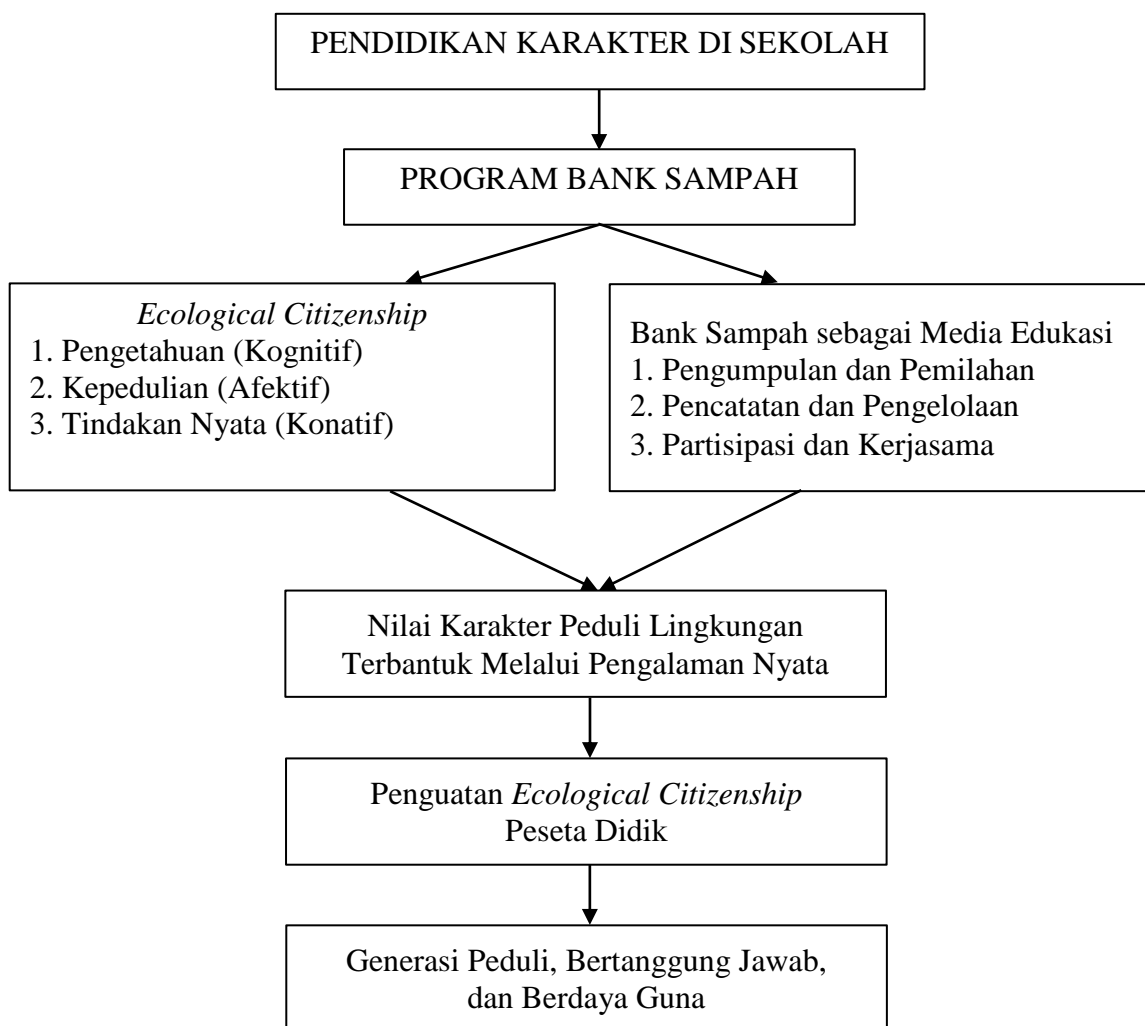 PENDIDIKAN KARAKTER DI SEKOLAH
PROGRAM BANK SAMPAH
Ecological Citizenship
1. Pengetahuan (Kognitif)
2. Kepedulian (Afektif)
3. Tindakan Nyata (Konatif)
Bank Sampah sebagai Media Edukasi
1. Pengumpulan dan Pemilahan
2. Pencatatan dan Pengelolaan
3. Partisipasi dan Kerjasama
Nilai Karakter Peduli Lingkungan
Terbantuk Melalui Pengalaman Nyata
Penguatan Ecological Citizenship
Peseta Didik
Generasi Peduli, Bertanggung Jawab,
dan Berdaya Guna